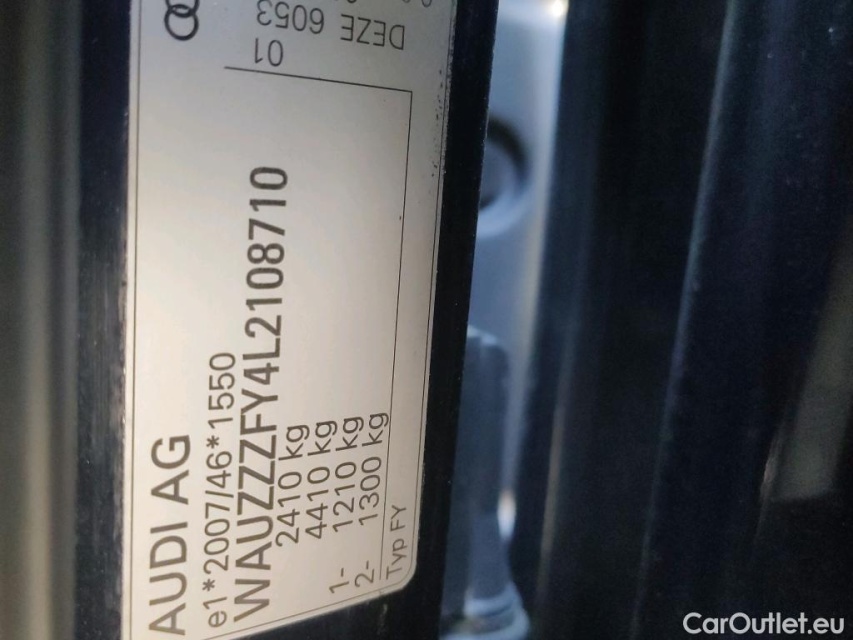 AUDI AG
e1*2007/46*1550
WAUZZZFY4L2108710
2410 kg
4410 kg
1- 1210 kg
2- 1300 kg
Typ FY
01
DEZE 6053
CarOutlet.eu